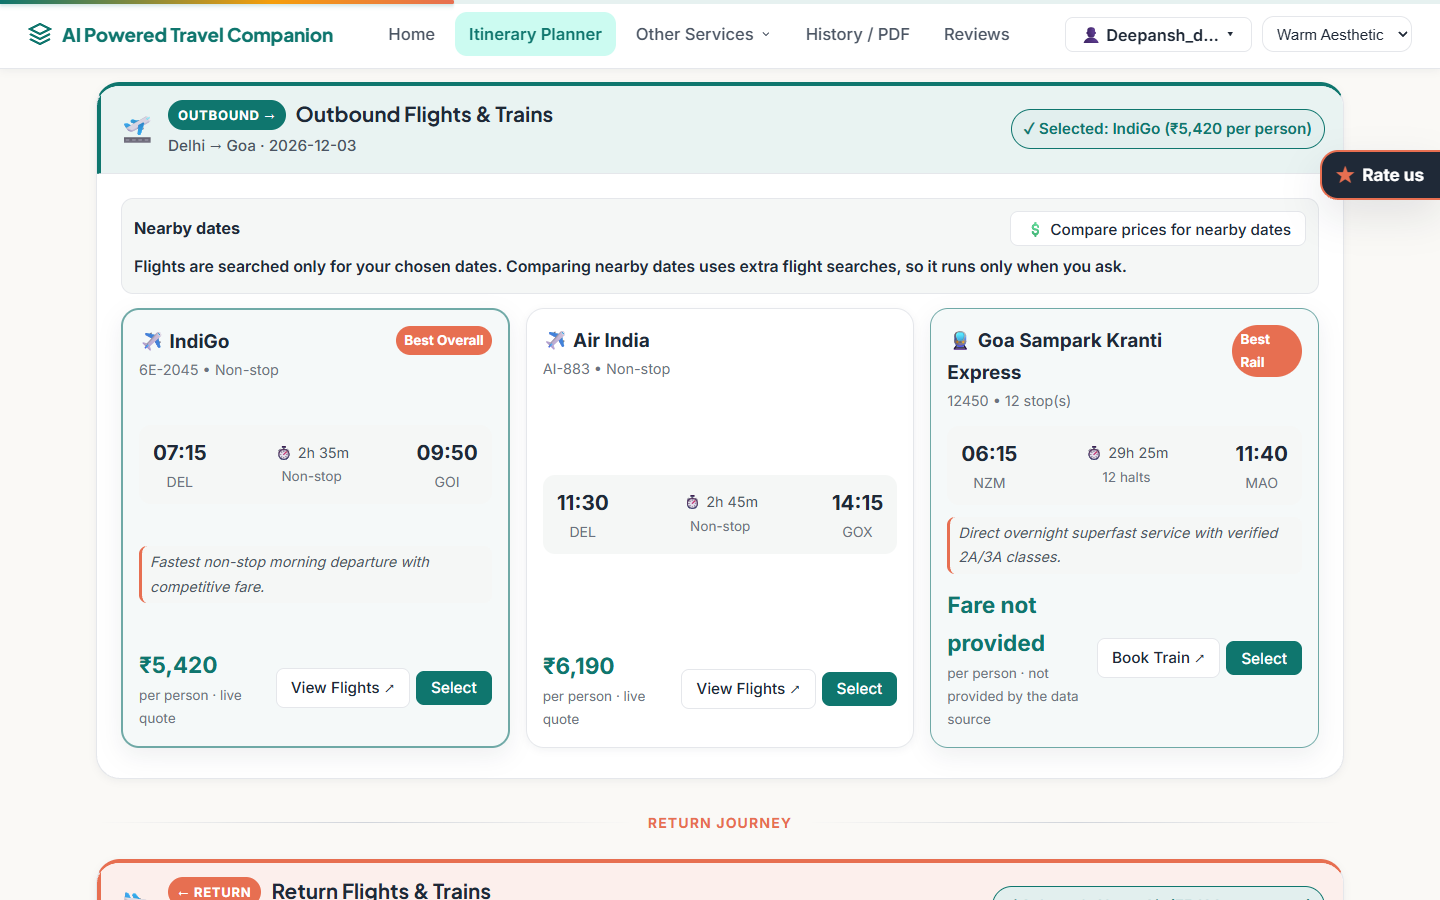 AI Powered Travel Companion
Home
Itinerary Planner
Other Services
History / PDF
Reviews
Deepansh_d...
Warm Aesthetic
OUTBOUND →
Outbound Flights & Trains
Delhi → Goa · 2026-12-03
✓ Selected: IndiGo (₹5,420 per person)
★ Rate us
Nearby dates
$ Compare prices for nearby dates
Flights are searched only for your chosen dates. Comparing nearby dates uses extra flight searches, so it runs only when you ask.
IndiGo
Best Overall
6E-2045 • Non-stop
07:15
2h 35m
09:50
DEL
Non-stop
GOI
Fastest non-stop morning departure with
competitive fare.
₹5,420
per person · live
quote
View Flights ↗
Select
Air India
AI-883 • Non-stop
11:30
2h 45m
14:15
DEL
Non-stop
GOX
₹6,190
per person · live
quote
View Flights ↗
Select
Goa Sampark Kranti
Express
Best
Rail
12450 • 12 stop(s)
06:15
29h 25m
11:40
NZM
12 halts
MAO
Direct overnight superfast service with verified
2A/3A classes.
Fare not
provided
per person · not
provided by the data
source
Book Train ↗
Select
RETURN JOURNEY
← RETURN
Return Flights & Trains